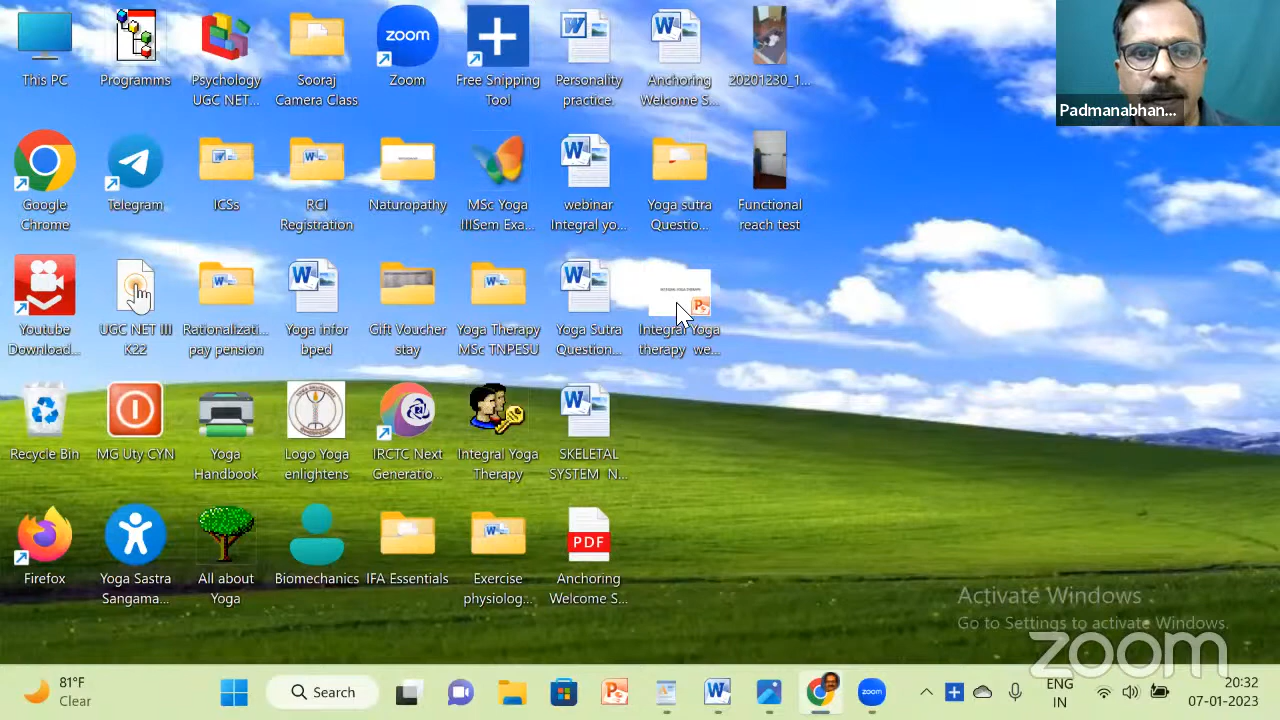 This PC
Programms
Psychology
UGC NET...
Sooraj
Camera Class
zoom
Zoom
Free Snipping
Tool
Personality
practice.
Anchoring
Welcome S...
20201230_1...
Padmanabhan...
Google
Chrome
Telegram
ICSs
RCI
Registration
Naturopathy
MSc Yoga
IIISem Exa...
webinar
Integral yo...
Yoga sutra
Questio...
Functional
reach test
Youtube
Download...
UGC NET III
K22
Rationalizati...
pay pension
Yoga infor
bped
Gift Voucher
stay
Yoga Therapy
MSc TNPESU
Yoga Sutra
Question...
INTEGRAL YOGA THERAPY
Integral Yoga
therapy we...
Recycle Bin
MG Uty CYN
Yoga
Handbook
Logo Yoga
enlightens
IRCTC Next
Generatio...
Integral Yoga
Therapy
SKELETAL
SYSTEM N...
Firefox
Yoga Sastra
Sangama...
All about
Yoga
Biomechanics
IFA Essentials
Exercise
physiolog...
PDF
Anchoring
Welcome S...
Activate Windows
Go to Settings to activate Windows.
zoom
81°F
Clear
Search
zoom
ENG
IN
20:32
07-01-2023